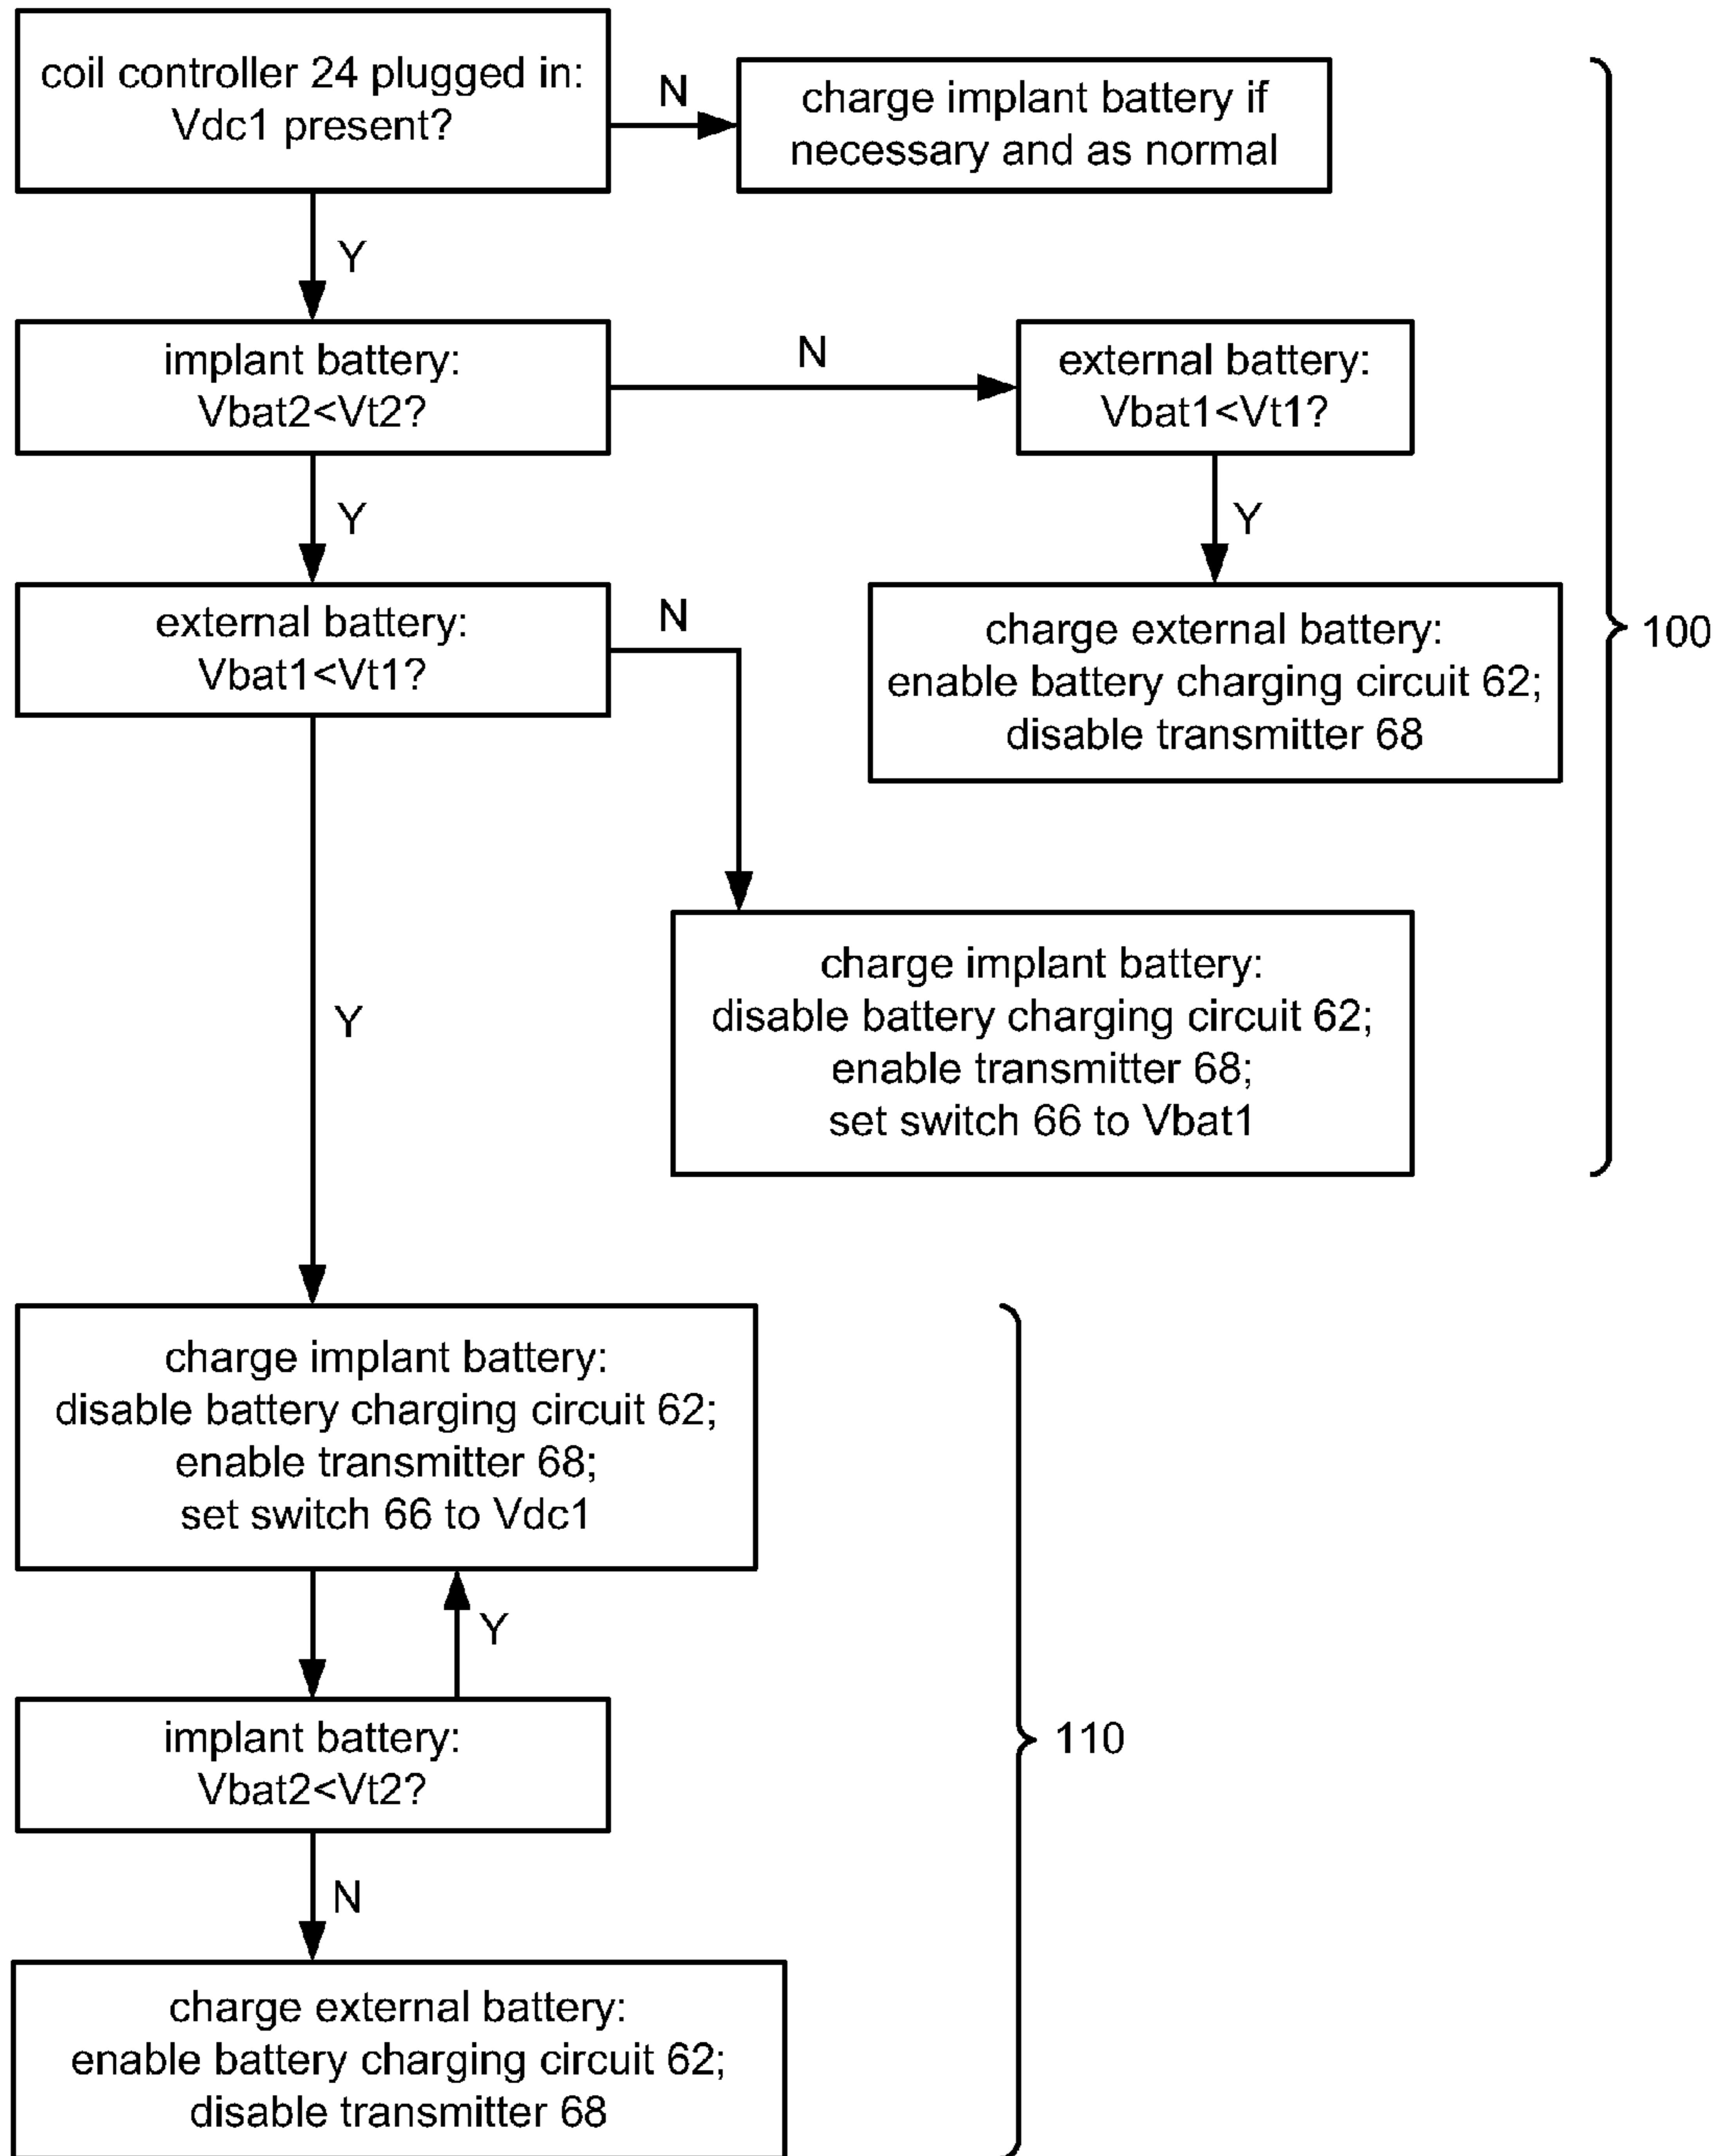 coil controller 24 plugged in:
Vdc1 present?
N
charge implant battery if
necessary and as normal
Y
implant battery:
Vbat2<Vt2?
N
external battery:
Vbat1<Vt1?
Y
Y
external battery:
Vbat1<Vt1?
N
charge external battery:
enable battery charging circuit 62;
disable transmitter 68
100
Y
charge implant battery:
disable battery charging circuit 62;
enable transmitter 68;
set switch 66 to Vbat1
charge implant battery:
disable battery charging circuit 62;
enable transmitter 68;
set switch 66 to Vdc1
Y
implant battery:
Vbat2<Vt2?
110
N
charge external battery:
enable battery charging circuit 62;
disable transmitter 68